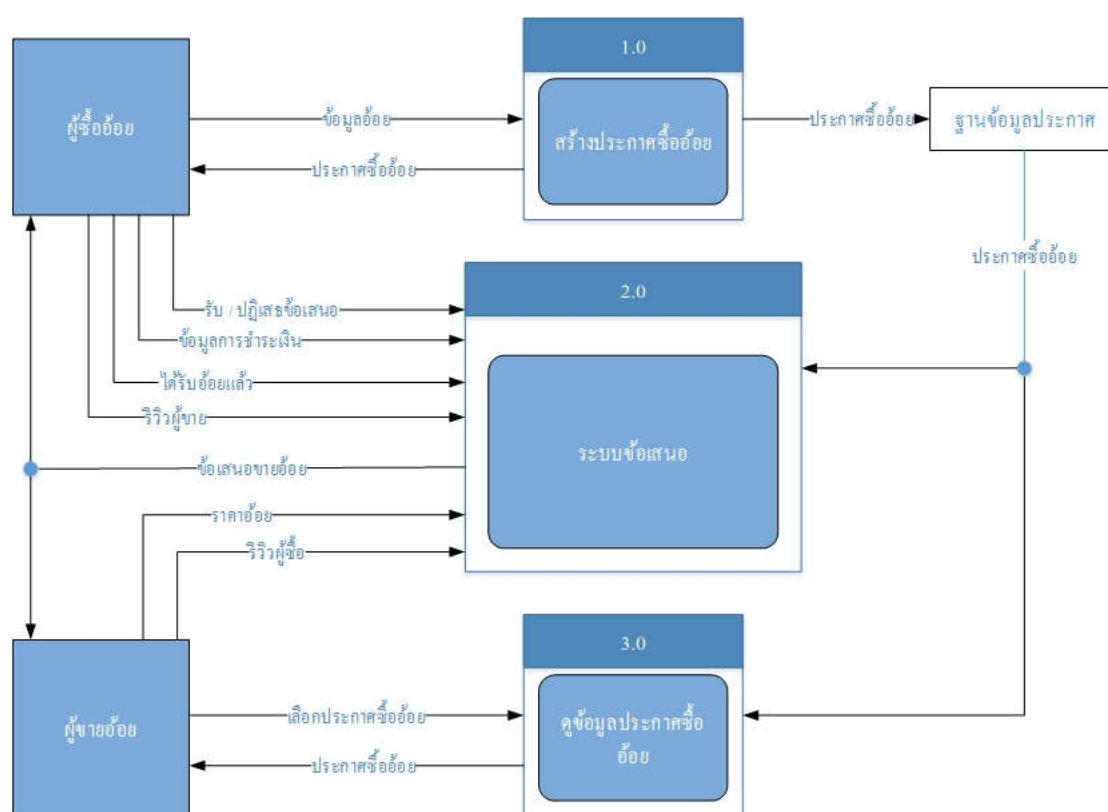 1.0
ผู้ซื้ออ้อย
ข้อมูลอ้อย
สร้างประกาศซื้ออ้อย
ประกาศซื้ออ้อย
ฐานข้อมูลประกาศ
ประกาศซื้ออ้อย
ประกาศซื้ออ้อย
2.0
รับ / ปฏิเสธข้อเสนอ
ข้อมูลการชำระเงิน
ได้รับอ้อยแล้ว
รีวิวผู้ขาย
ระบบข้อเสนอ
ข้อเสนอขายอ้อย
ราคาอ้อย
รีวิวผู้ซื้อ
3.0
ผู้ขายอ้อย
เลือกประกาศซื้ออ้อย
ดูข้อมูลประกาศซื้อ
อ้อย
ประกาศซื้ออ้อย